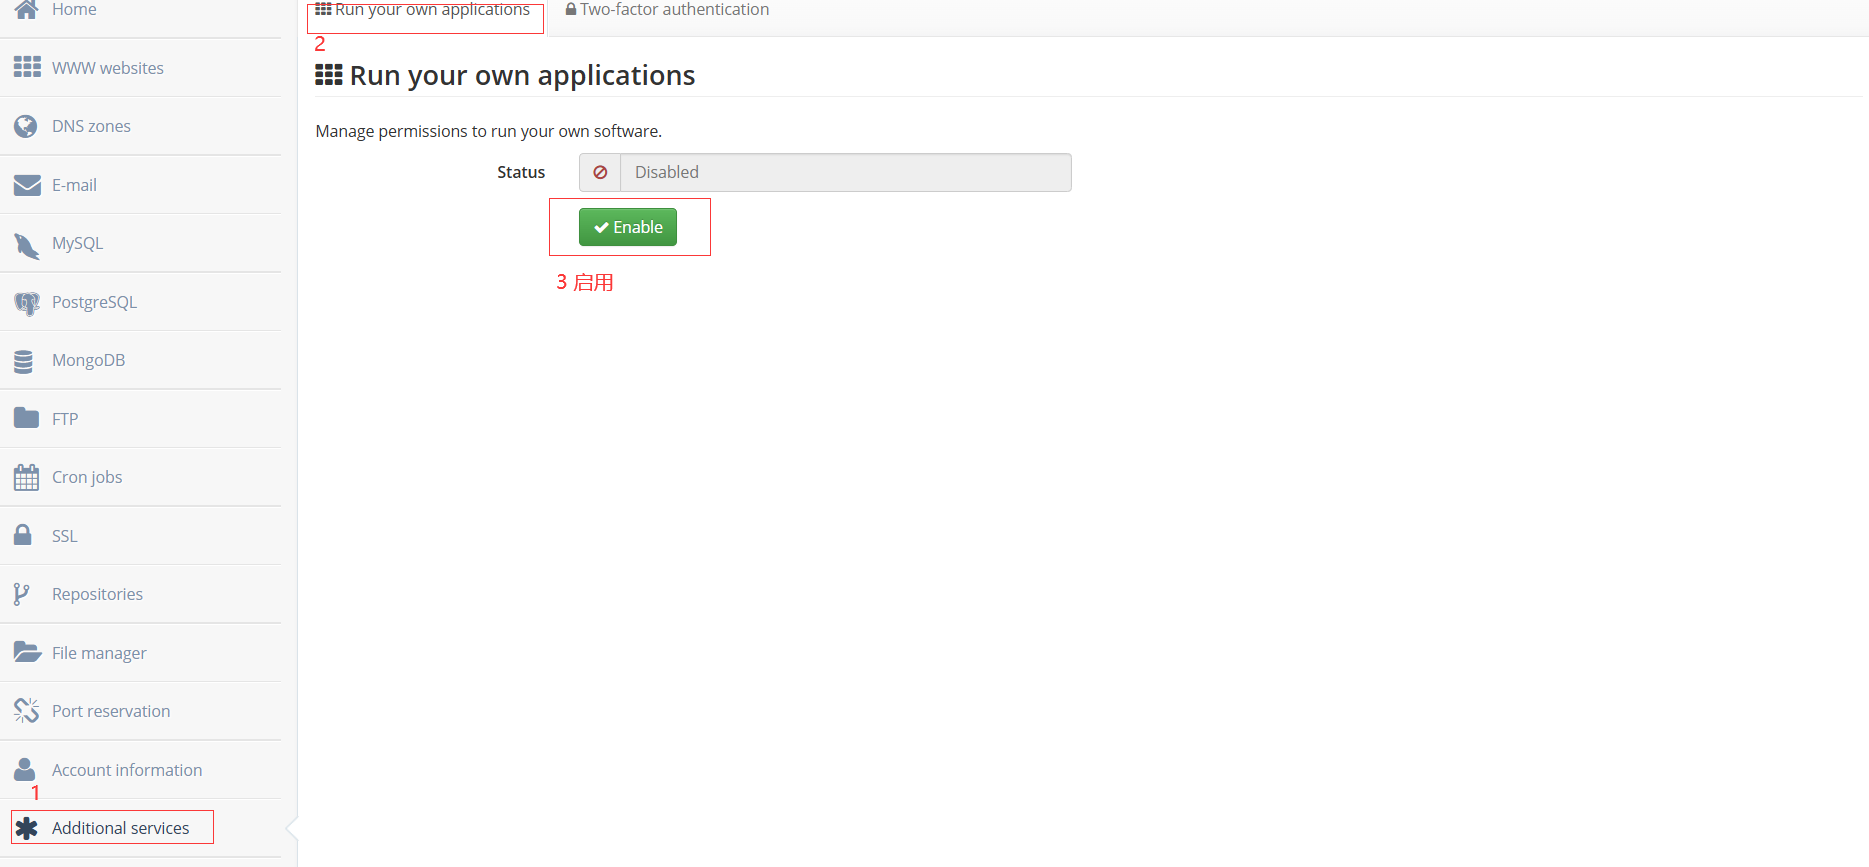 Home
WWW websites
DNS zones
E-mail
MySQL
PostgreSQL
MongoDB
FTP
Cron jobs
SSL
Repositories
File manager
Port reservation
Account information
1
Additional services
Run your own applications
Two-factor authentication
2
Run your own applications
Manage permissions to run your own software.
Status
Disabled
Enable
3 启用